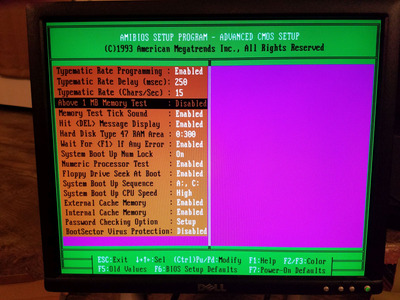 AMIBIOS SETUP PROGRAM - ADVANCED CMOS SETUP
(C)1993 American Megatrends Inc., All Rights Reserved
Typematic Rate Programming : Enabled
Typematic Rate Delay (msec): 250
Typematic Rate (Chars/Sec) : 15
Above 1 MB Memory Test : Disabled
Memory Test Tick Sound : Enabled
Hit <DEL> Message Display : Enabled
Hard Disk Type 47 RAM Area : 0:300
Wait For <F1> If Any Error : Enabled
System Boot Up Num Lock : On
Numeric Processor Test : Enabled
Floppy Drive Seek At Boot : Enabled
System Boot Up Sequence : A:, C:
System Boot Up CPU Speed : High
External Cache Memory : Enabled
Internal Cache Memory : Enabled
Password Checking Option : Setup
BootSector Virus Protection: Disabled
ESC:Exit ↓→↑←:Sel (Ctrl)Pu/Pd:Modify F1:Help F2/F3:Color
F5:Old Values F6:BIOS Setup Defaults F7:Power-On Defaults
DELL